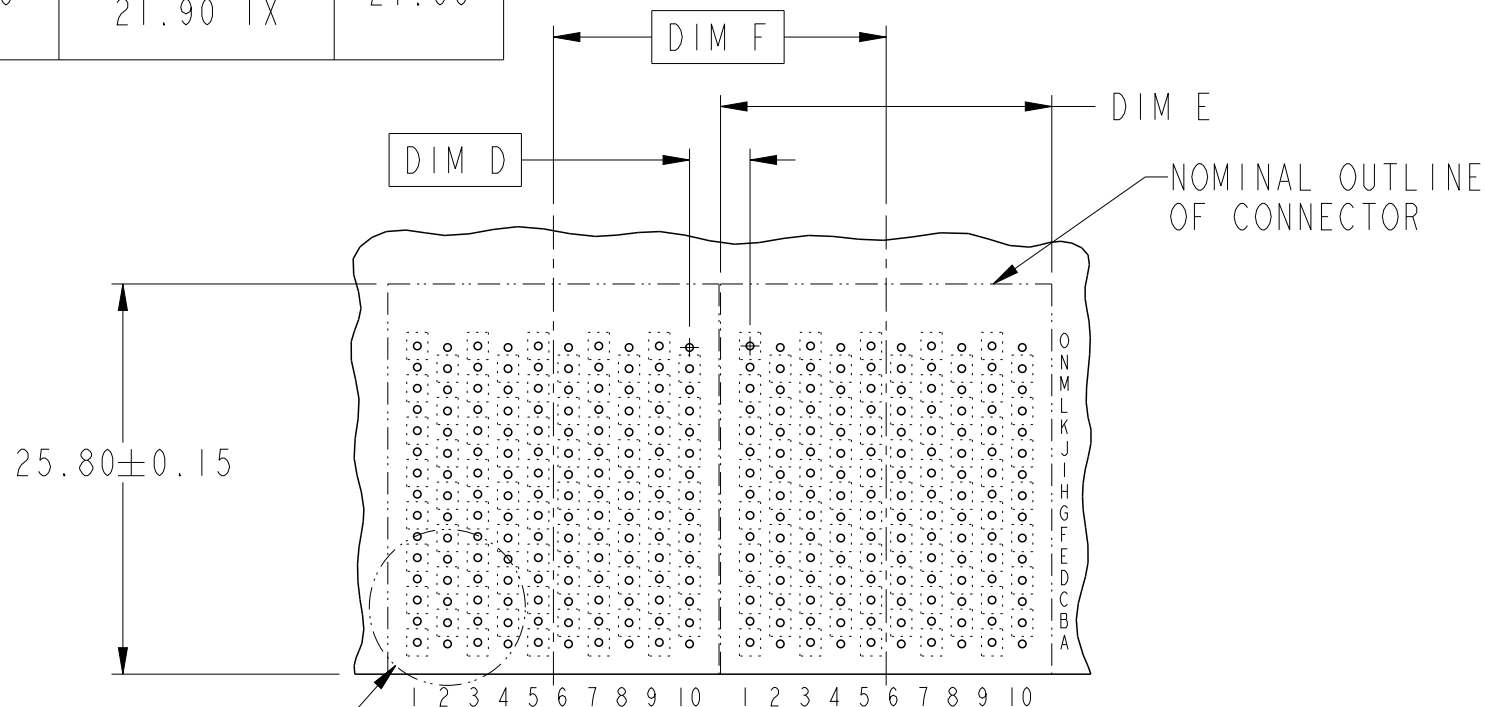 21.90 1X
DIM F
DIM E
DIM D
NOMINAL OUTLINE
OF CONNECTOR
O
N
M
L
K
J
I
H
G
F
E
D
C
B
A
25.80±0.15
1 2 3 4 5 6 7 8 9 10 1 2 3 4 5 6 7 8 9 10